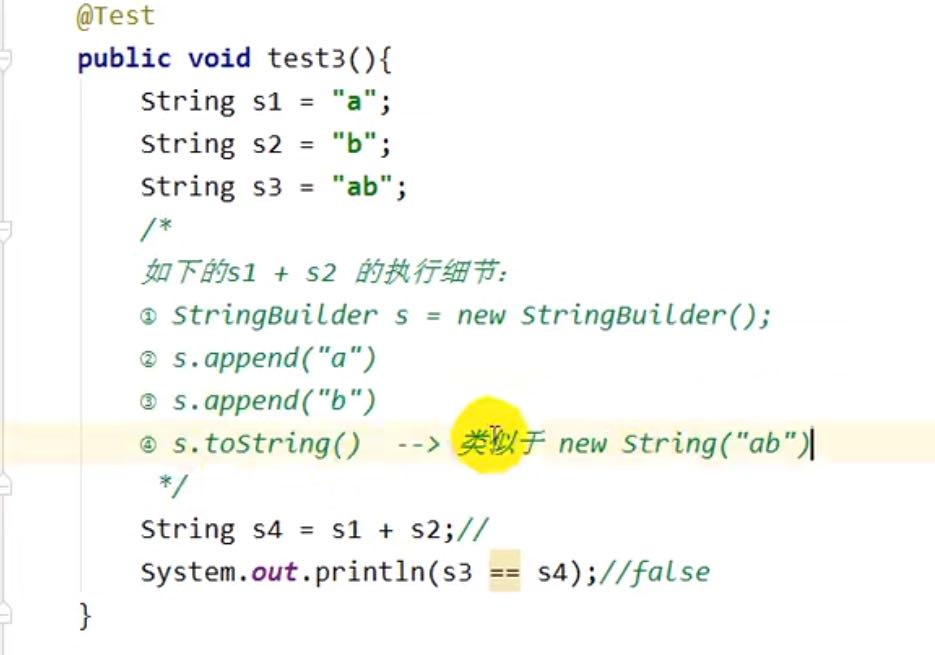 @Test
public void test3(){
String s1 = "a";
String s2 = "b";
String s3 = "ab";
/*
如下的s1 + s2 的执行细节:
① StringBuilder s = new StringBuilder();
② s.append("a")
③ s.append("b")
④ s.toString()  --> 类似于 new String("ab")
*/
String s4 = s1 + s2;//
System.out.println(s3 == s4);//false
}